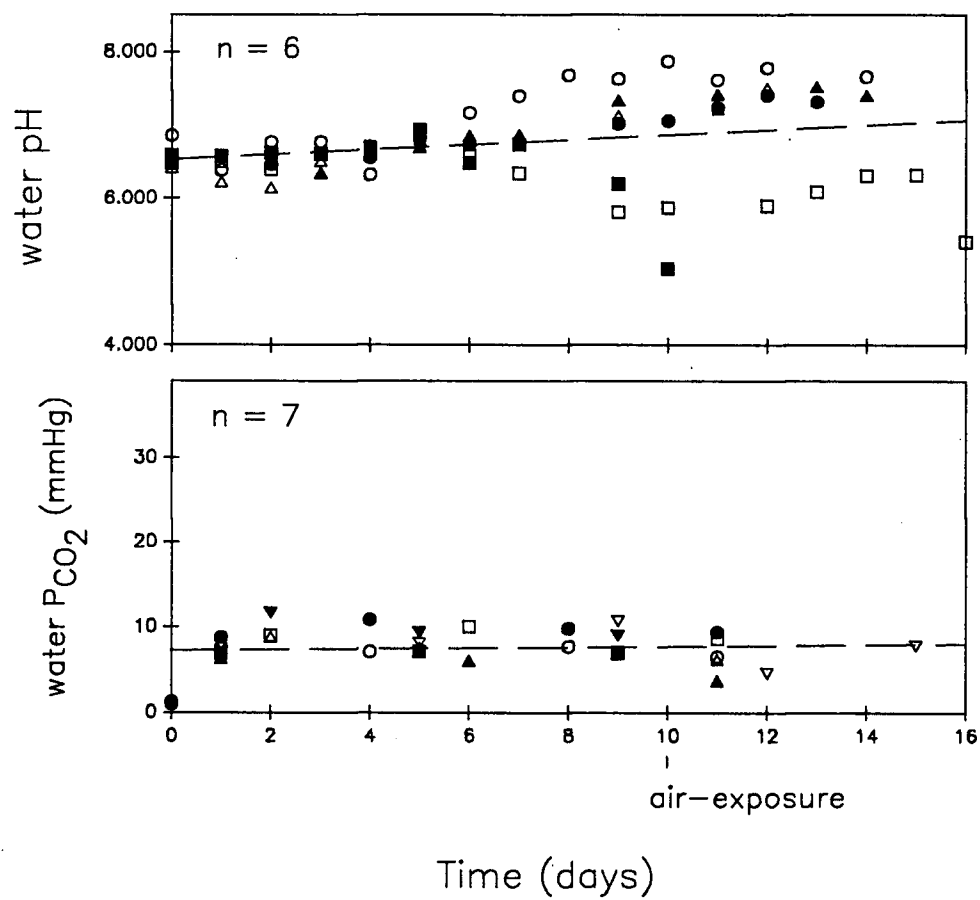 8.000
n = 6
water pH
6.000
4.000
n = 7
water PCO2 (mmHg)
30
20
10
0
0 2 4 6 8 10 12 14 16
air-exposure
Time (days)